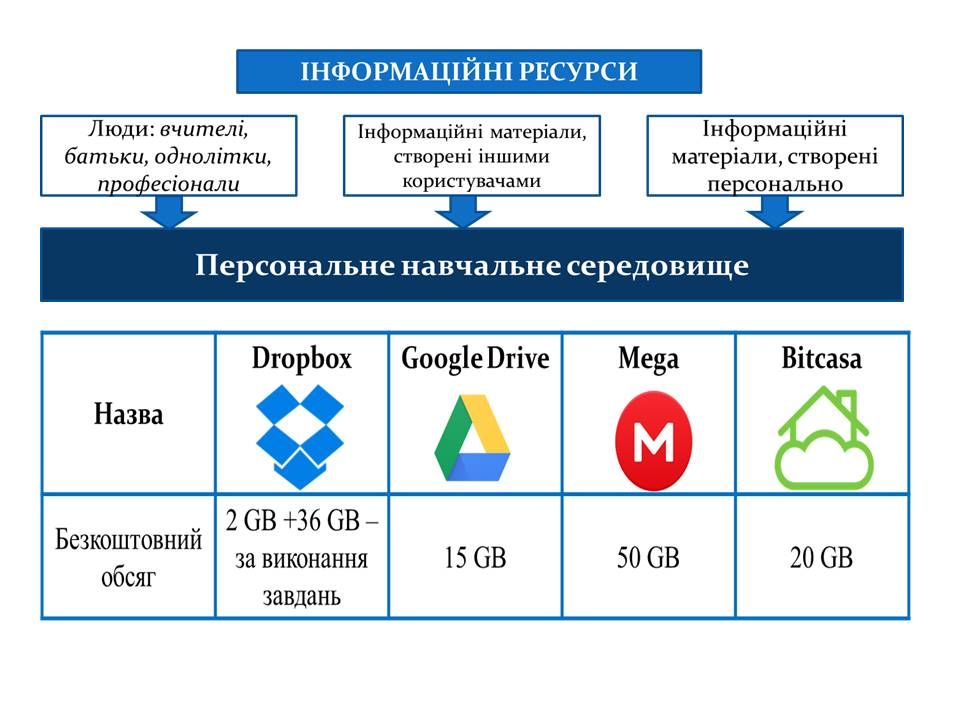 ІНФОРМАЦІЙНІ РЕСУРСИ
Люди: вчителі,
батьки, однолітки,
професіонали
Інформаційні матеріали,
створені іншими
користувачами
Інформаційні
матеріали, створені
персонально
Персональне навчальне середовище
Назва
Dropbox
Google Drive
Mega
M
Bitcasa
Безкоштовний
обсяг
2 GB +36 GB –
за виконання
завдань
15 GB
50 GB
20 GB